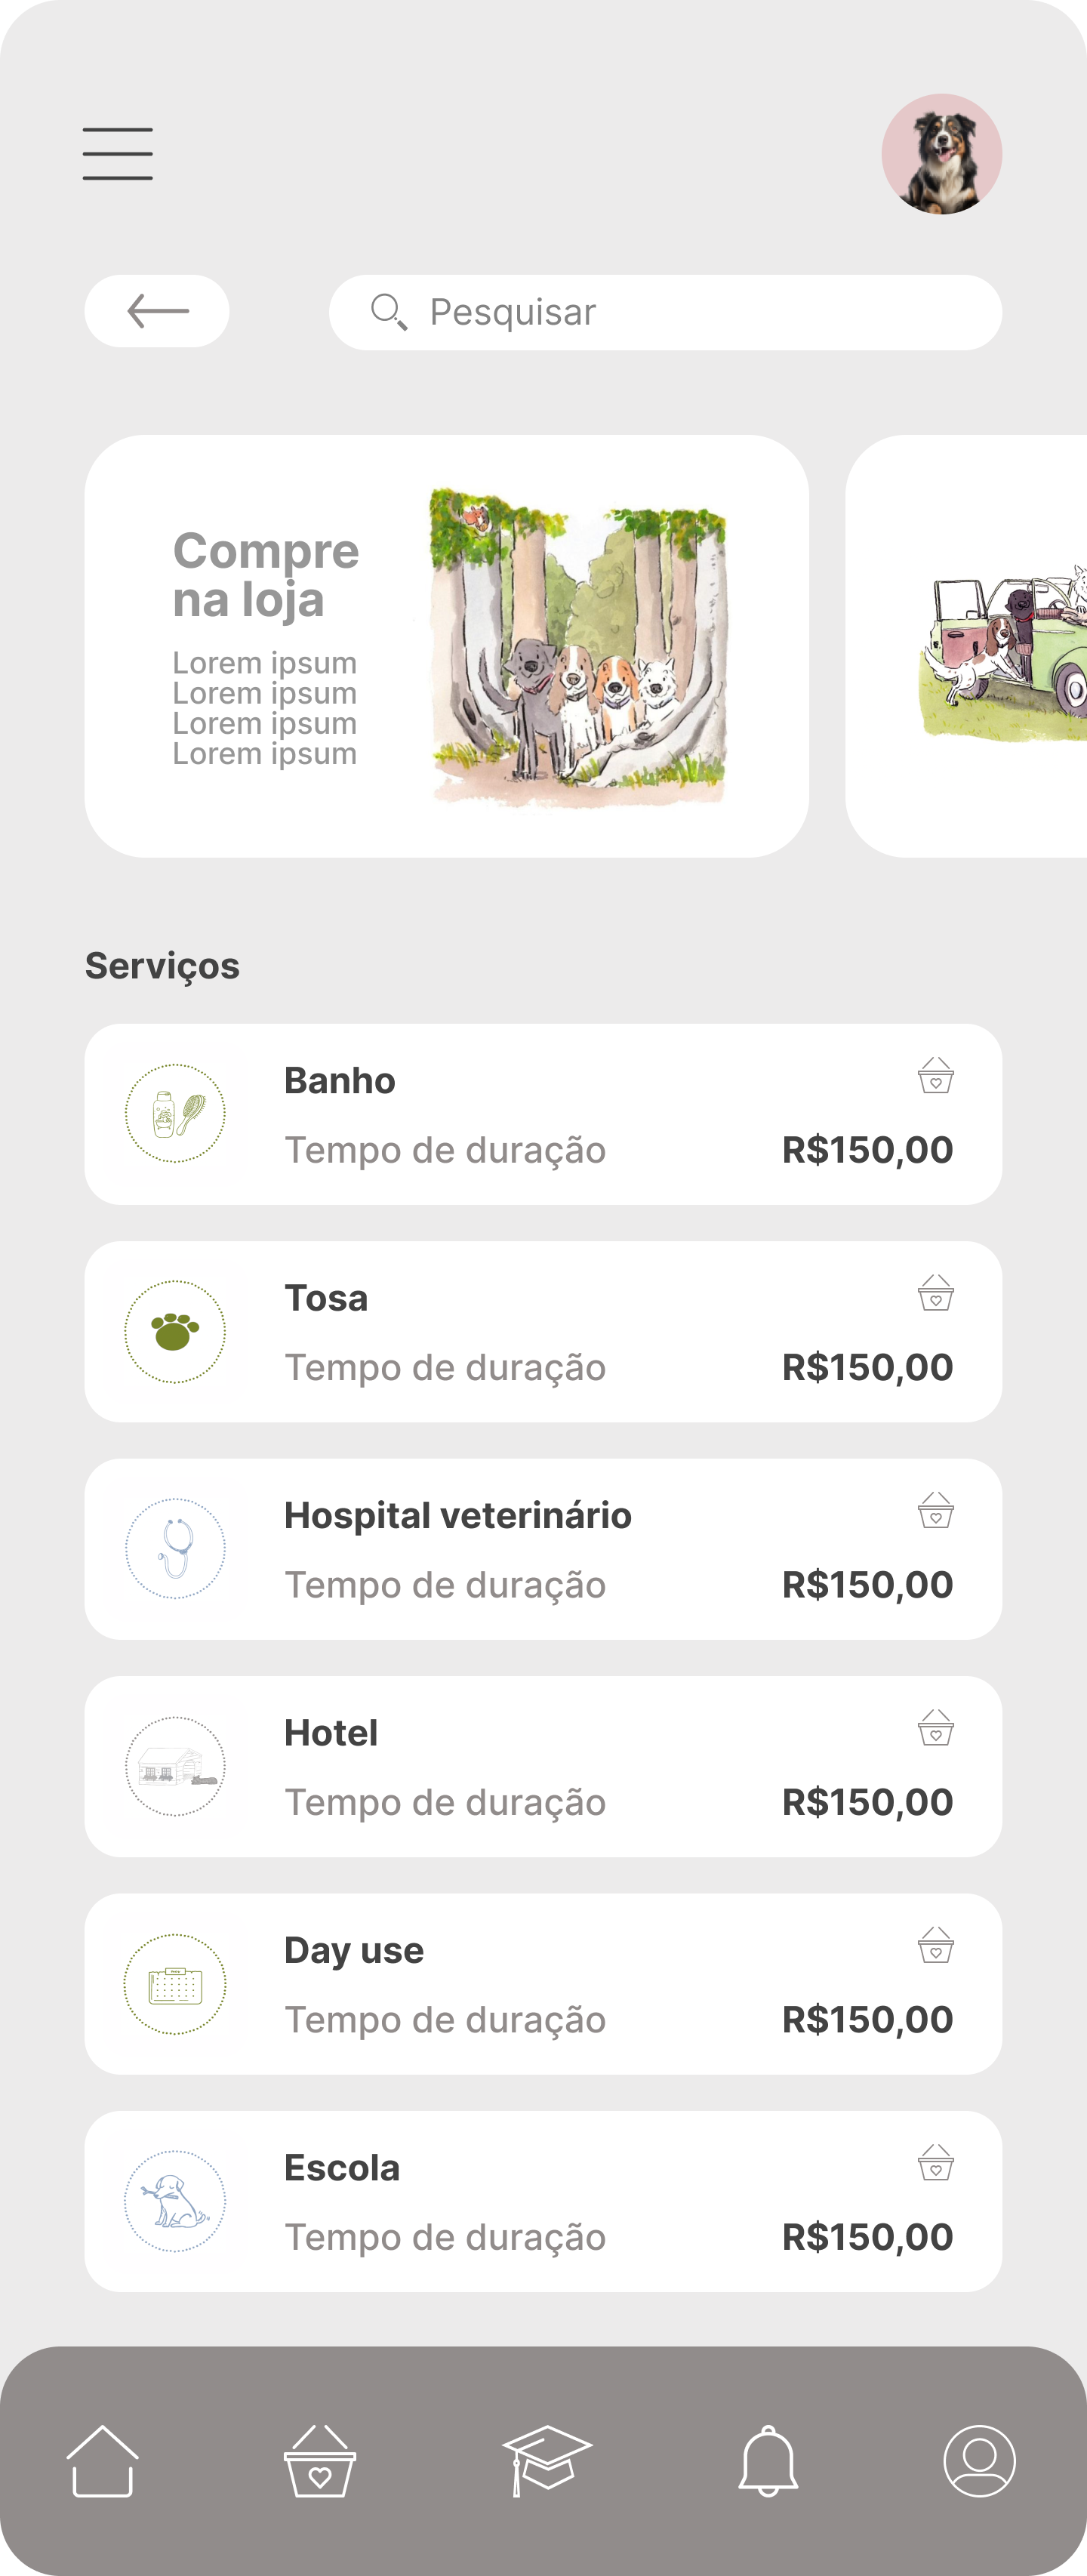 Pesquisar
Compre
na loja
Lorem ipsum
Lorem ipsum
Lorem ipsum
Lorem ipsum
Serviços
Banho
Tempo de duração R$150,00
Tosa
Tempo de duração R$150,00
Hospital veterinário
Tempo de duração R$150,00
Hotel
Tempo de duração R$150,00
Day use
Tempo de duração R$150,00
Escola
Tempo de duração R$150,00